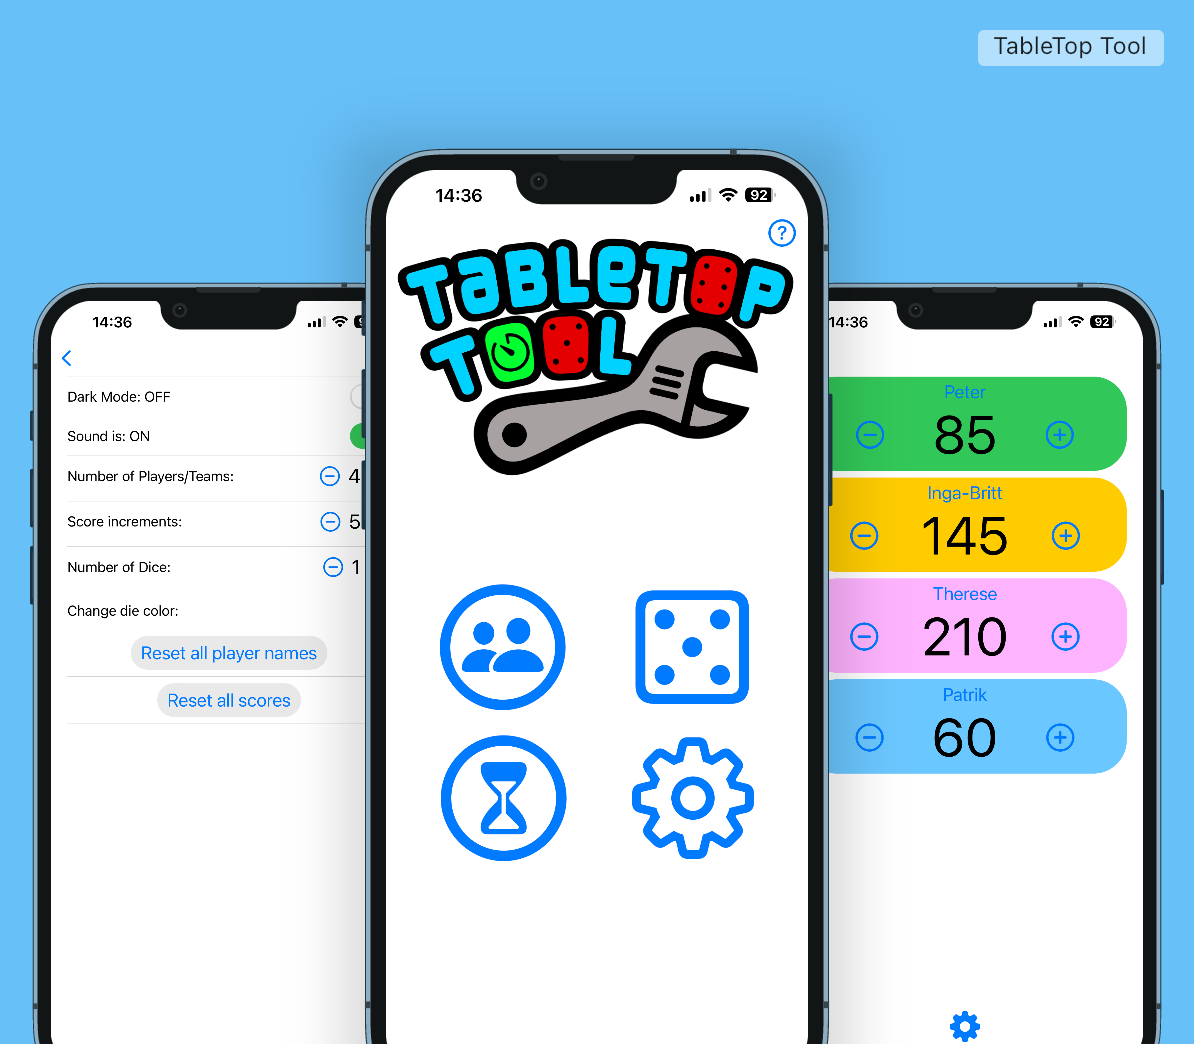 TableTop Tool
14:36
92
?
TableTop
Tool
14:36
Dark Mode: OFF
Sound is: ON
Number of Players/Teams:
4
Score increments:
5
Number of Dice:
1
Change die color:
Reset all player names
Reset all scores
14:36
92
Peter
85
Inga-Britt
145
Therese
210
Patrik
60